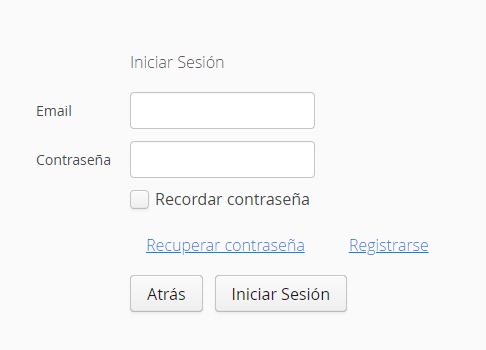 Iniciar Sesión
Email
Contraseña
Recordar contraseña
Recuperar contraseña Registrarse
Atrás Iniciar Sesión